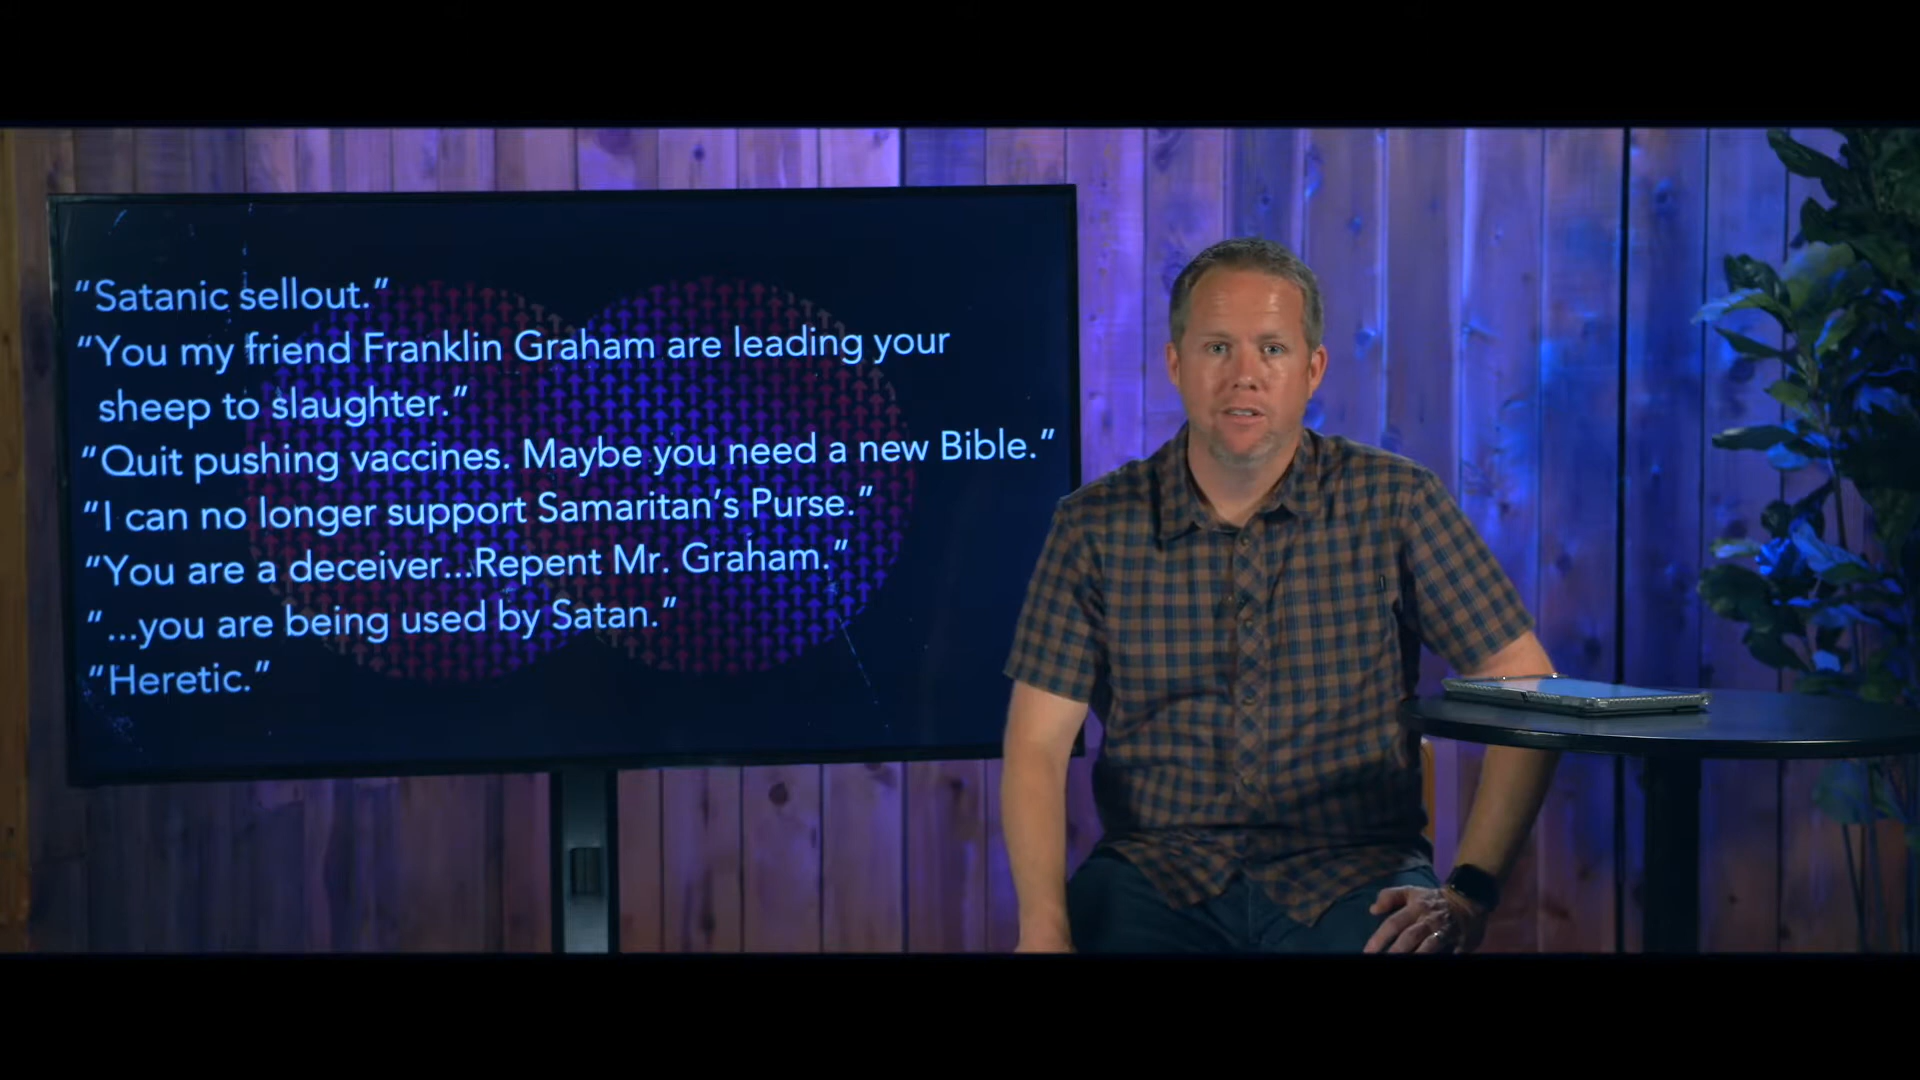 “Satanic sellout.”
“You my friend Franklin Graham are leading your
sheep to slaughter.”
“Quit pushing vaccines. Maybe you need a new Bible.”
“I can no longer support Samaritan’s Purse.”
“You are a deceiver...Repent Mr. Graham.”
“...you are being used by Satan.”
“Heretic.”